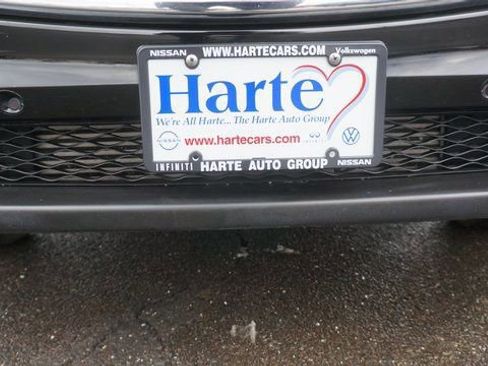 NISSAN WWW.HARTECARS.COM Volkswagen
Harte
We're All Harte... The Harte Auto Group
NISSAN www.hartecars.com
INFINITI HARTE AUTO GROUP NISSAN